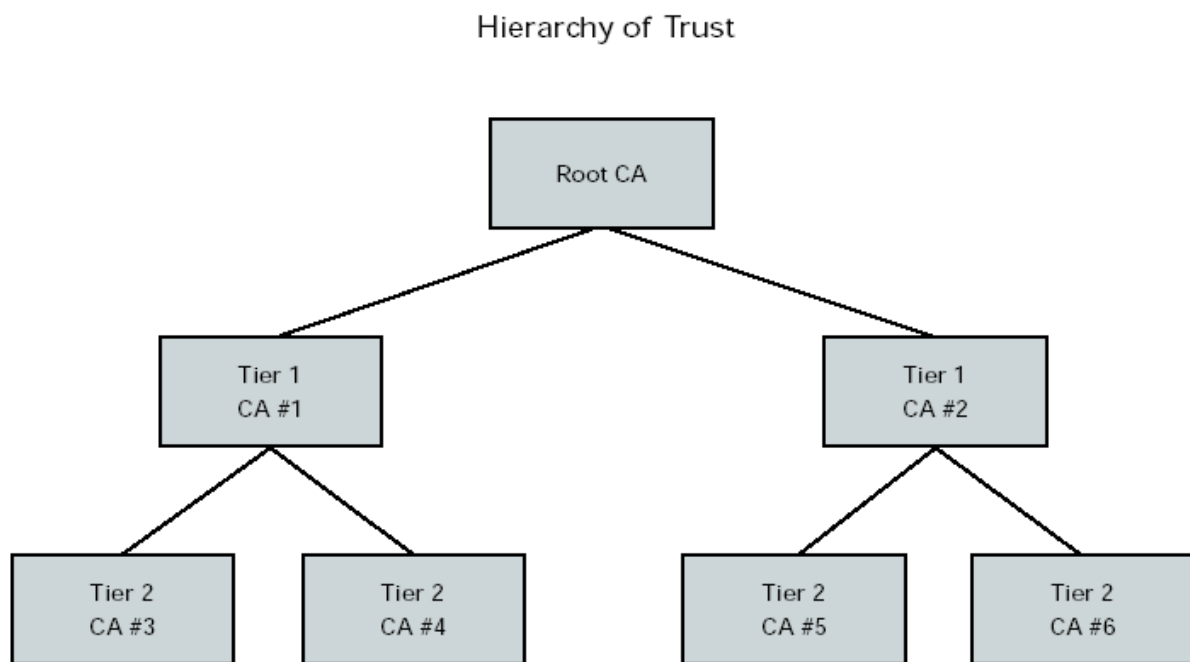 Hierarchy of Trust
Root CA
Tier 1
CA #1
Tier 1
CA #2
Tier 2
CA #3
Tier 2
CA #4
Tier 2
CA #5
Tier 2
CA #6